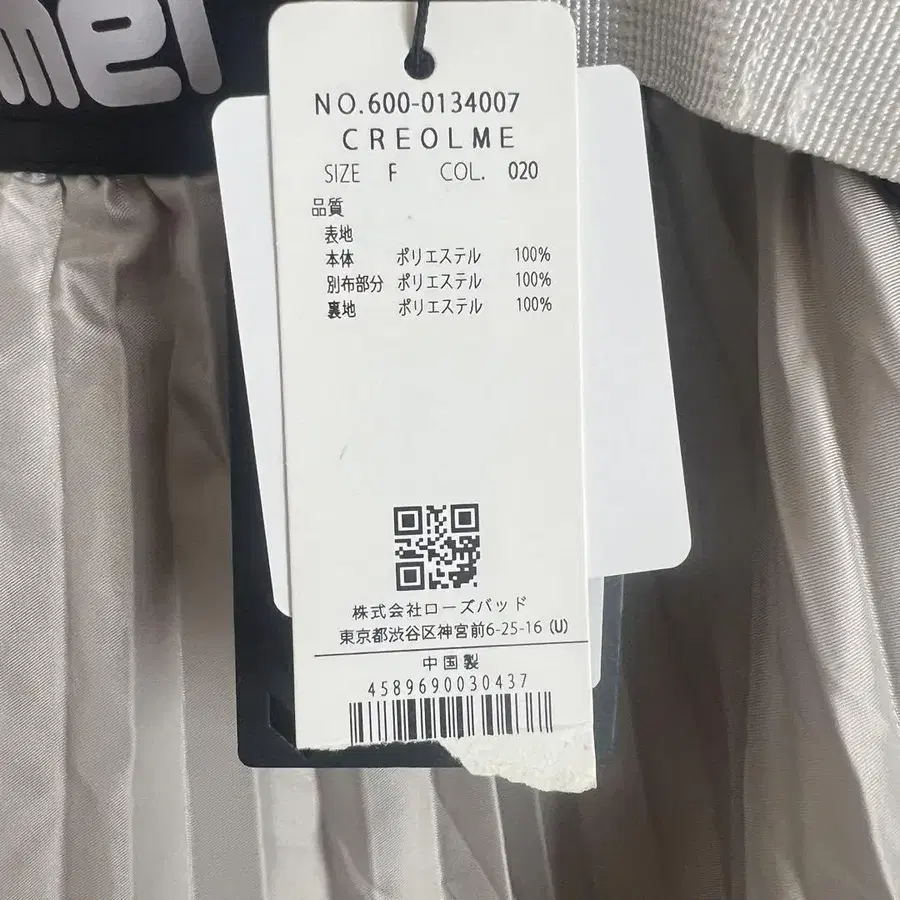 mel
NO.600-0134007
CREOLME
SIZE F COL. 020
品質
表地
本体 ポリエステル 100%
別布部分 ポリエステル 100%
裏地 ポリエステル 100%
株式会社ローズバッド
東京都渋谷区神宮前6-25-16 (U)
中国製
4589690030437